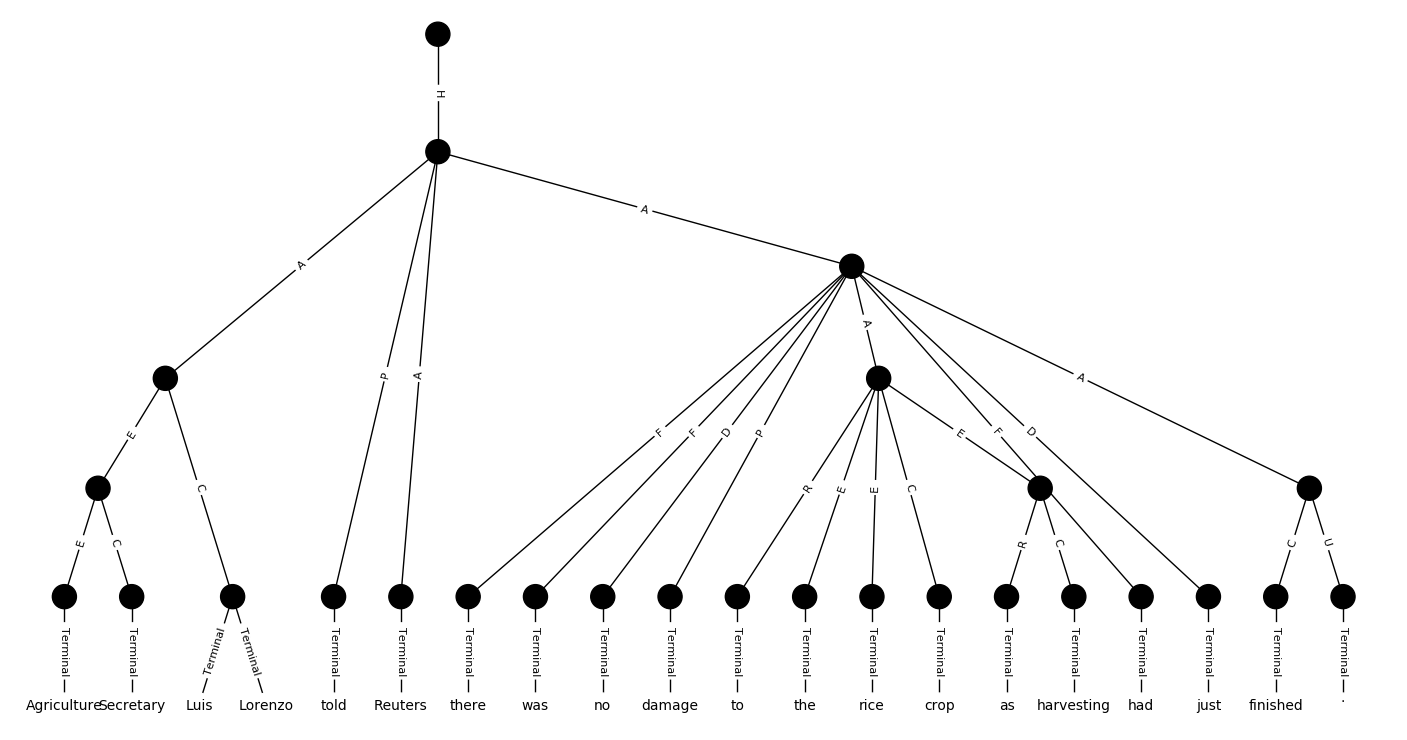 H
A
A
P
A
A
A
E
F
F
D
P
E
F
D
C
R
E
E
C
E
C
R
C
C
U
Terminal Terminal Terminal Terminal Terminal Terminal Terminal Terminal Terminal Terminal Terminal Terminal Terminal Terminal Terminal Terminal Terminal Terminal Terminal Terminal
Agriculture Secretary Luis Lorenzo told Reuters there was no damage to the rice crop as harvesting had just finished .